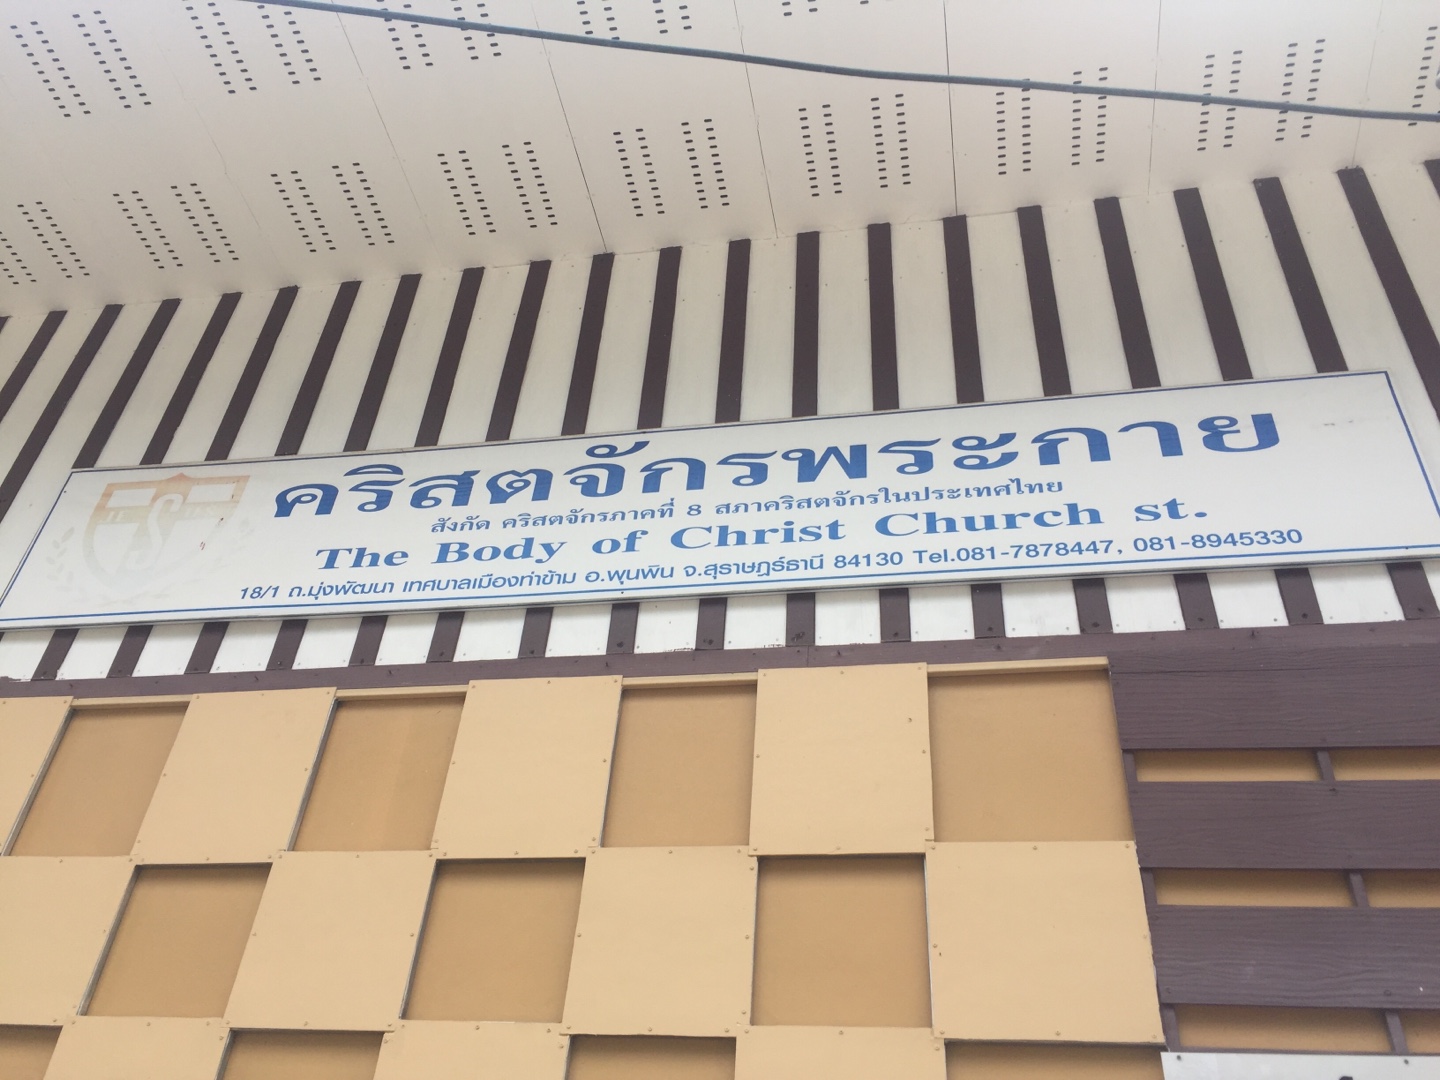 คริสตจักรพระกาย
สังกัด คริสตจักรภาคที่ 8 สภาคริสตจักรในประเทศไทย
The Body of Christ Church st.
18/1 ถ.มุ่งพัฒนา เทศบาลเมืองท่าข้าม อ.พุนพิน จ.สุราษฎร์ธานี 84130 Tel.081-7878447, 081-8945330